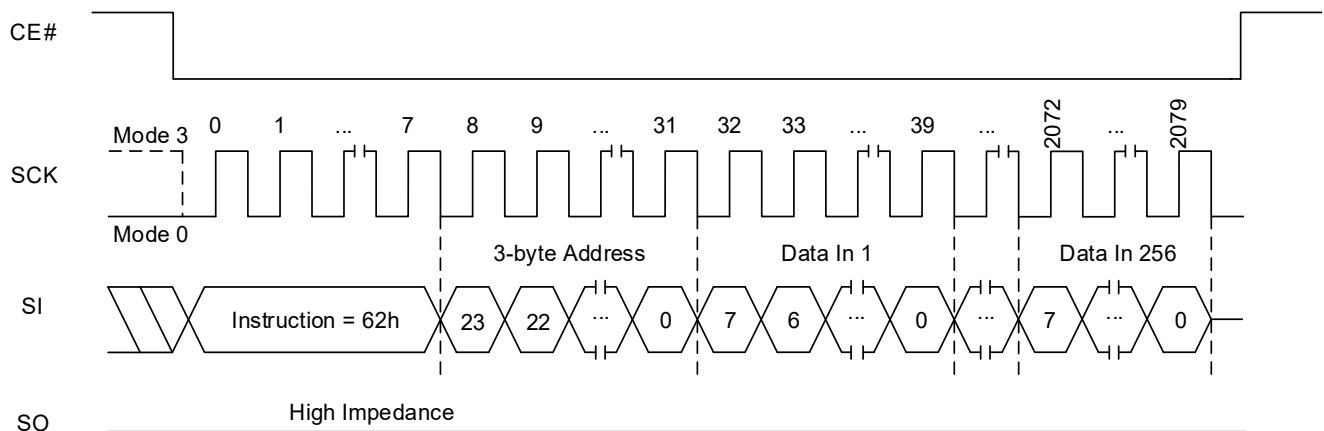 CE#
Mode 3 0 1 ... 7 8 9 ... 31 32 33 ... 39 ... 2072 ... 2079
SCK
Mode 0
3-byte Address Data In 1 Data In 256
SI Instruction = 62h 23 22 ... 0 7 6 ... 0 ... 7 ... 0
High Impedance
SO